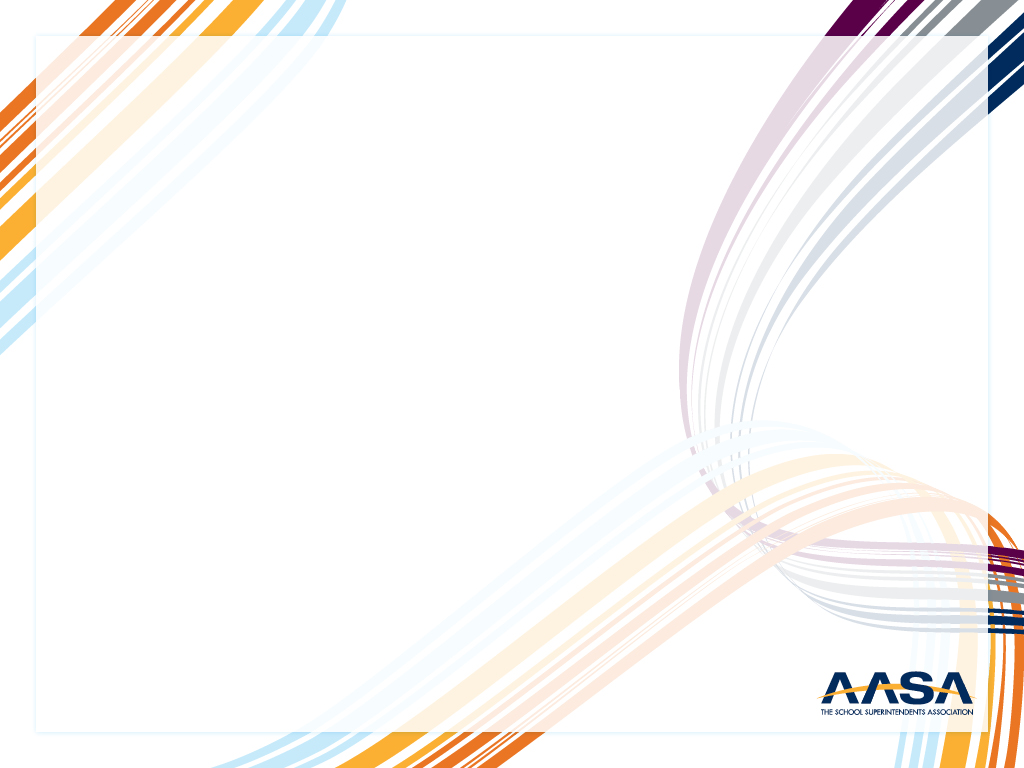 AASA
THE SCHOOL SUPERINTENDENTS ASSOCIATION